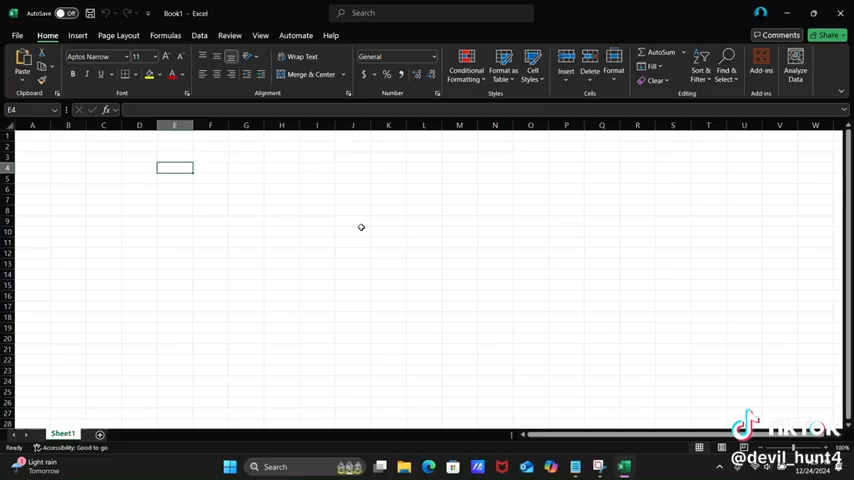 AutoSave Off Book1 - Excel Search
File Home Insert Draw Page Layout Formulas Data Review View Automate Help Comments Share
Paste Aptos Narrow 11 A A Wrap Text General Conditional Formatting Format as Table Cell Styles Insert Delete Format AutoSum Sort & Filter Find & Select Add-ins Analyze Data
B I U A Merge & Center $ % , Fill
Clear
Clipboard Font Alignment Number Styles Cells Editing Add-ins
E4 fx
A B C D E F G H I J K L M N O P Q R S T U V W
1
2
3
4
5
6
7
8
9
10
11
12
13
14
15
16
17
18
19
20
21
22
23
24
25
26
27
28
Sheet1
Ready Accessibility: Good to go 100%
TikTok
@devil_hunt4
Light rain
Tomorrow
Search
12/24/2024